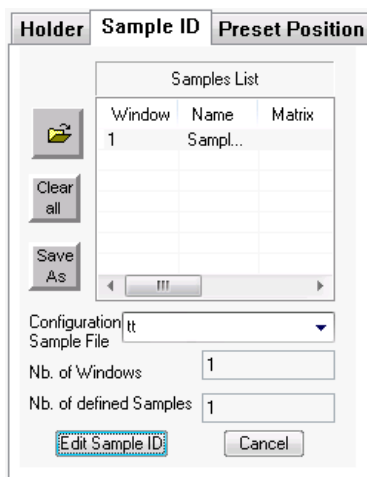 Holder Sample ID Preset Position
Samples List
Window Name Matrix
1 Sampl...
Clear all
Save As
Configuration Sample File tt
Nb. of Windows 1
Nb. of defined Samples 1
Edit Sample ID Cancel